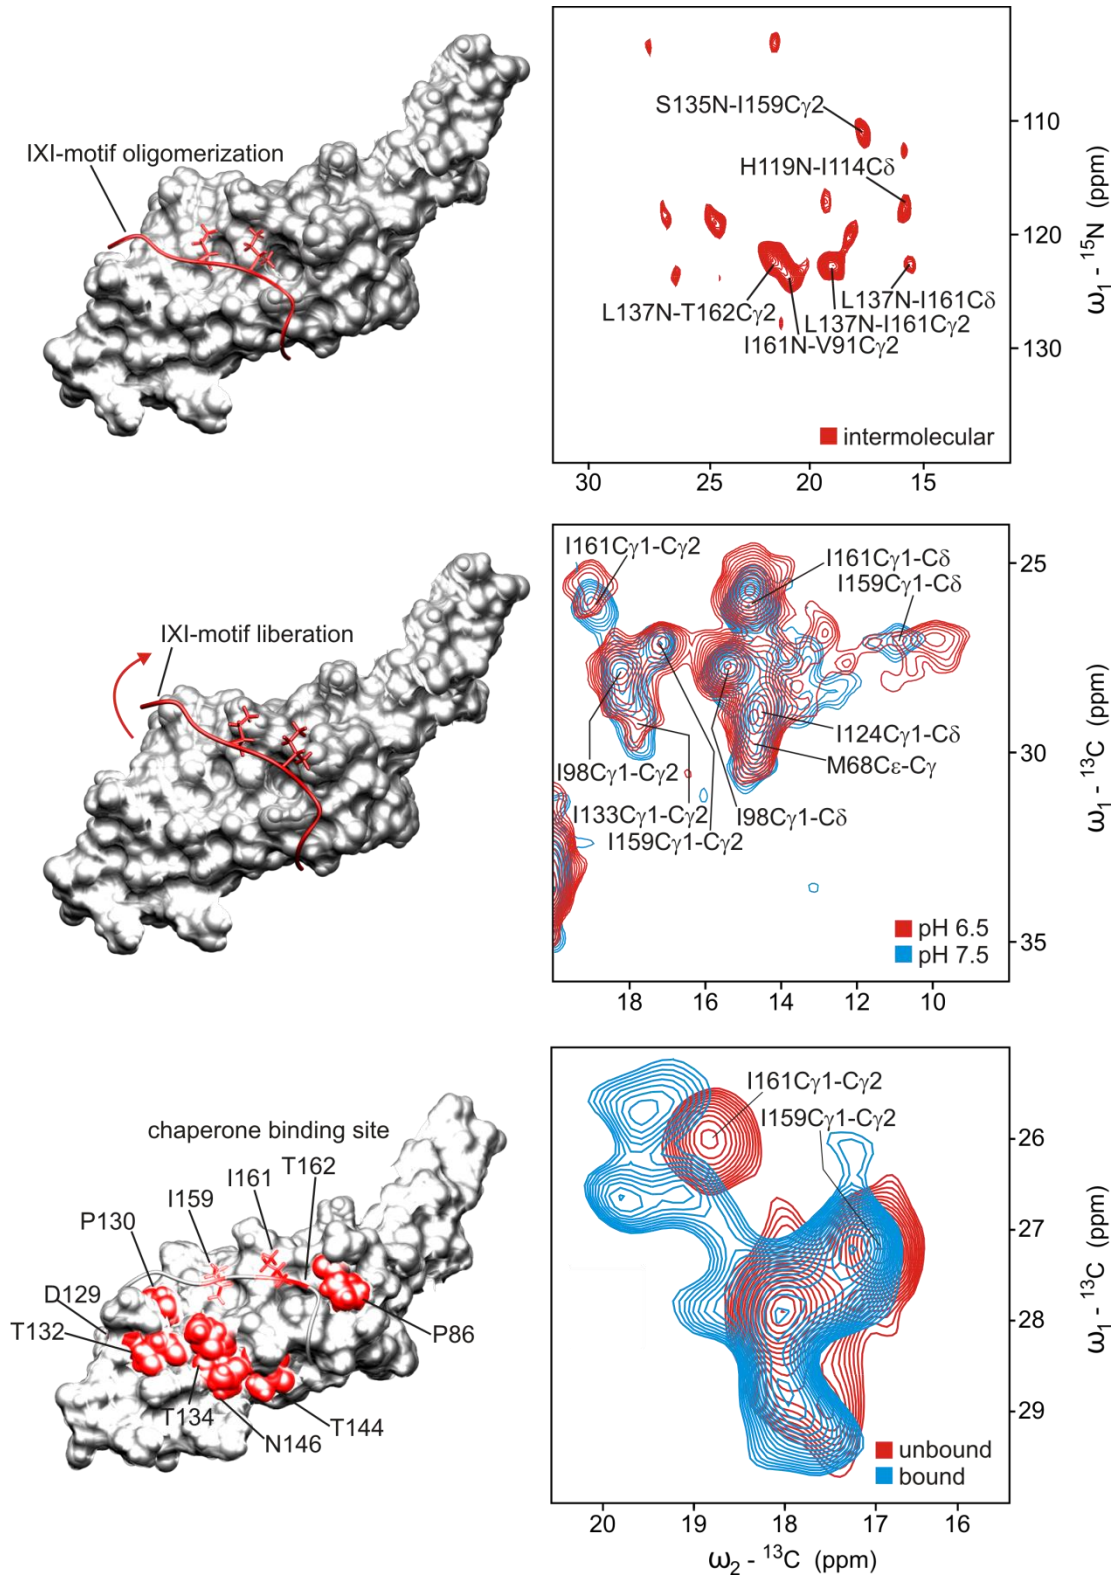 IXI-motif oligomerization
S135N-I159Cγ2
H119N-I114Cδ
L137N-I161Cδ
L137N-T162Cγ2
L137N-I161Cγ2
I161N-V91Cγ2
intermolecular
110
120
130
ω1 - 15N (ppm)
30 25 20 15
IXI-motif liberation
I161Cγ1-Cγ2
I161Cγ1-Cδ
I159Cγ1-Cδ
I124Cγ1-Cδ
M68Cε-Cγ
I98Cγ1-Cγ2
I133Cγ1-Cγ2
I98Cγ1-Cδ
I159Cγ1-Cγ2
pH 6.5
pH 7.5
25
30
35
ω1 - 13C (ppm)
18 16 14 12 10
chaperone binding site
T162
I161
I159
P130
D129
T132
P86
T134
T144
N146
I161Cγ1-Cγ2
I159Cγ1-Cγ2
unbound
bound
26
27
28
29
ω1 - 13C (ppm)
20 19 18 17 16
ω2 - 13C (ppm)